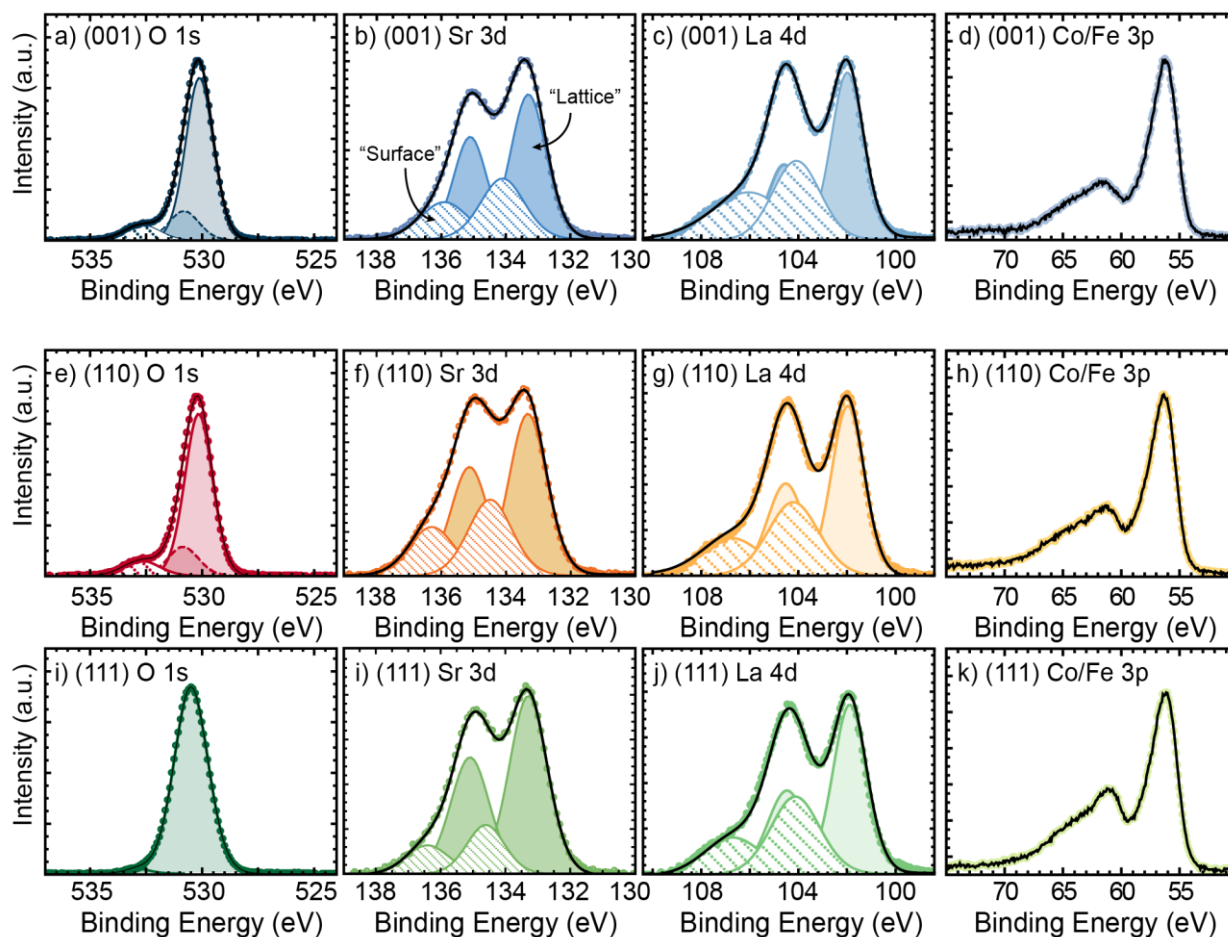 a) (001) O 1s
b) (001) Sr 3d
c) (001) La 4d
d) (001) Co/Fe 3p
Intensity (a.u.)
“Surface”
“Lattice”
535 530 525
138 136 134 132 130
108 104 100
70 65 60 55
Binding Energy (eV)
Binding Energy (eV)
Binding Energy (eV)
Binding Energy (eV)
e) (110) O 1s
f) (110) Sr 3d
g) (110) La 4d
h) (110) Co/Fe 3p
Intensity (a.u.)
535 530 525
138 136 134 132 130
108 104 100
70 65 60 55
Binding Energy (eV)
Binding Energy (eV)
Binding Energy (eV)
Binding Energy (eV)
i) (111) O 1s
i) (111) Sr 3d
j) (111) La 4d
k) (111) Co/Fe 3p
Intensity (a.u.)
535 530 525
138 136 134 132 130
108 104 100
70 65 60 55
Binding Energy (eV)
Binding Energy (eV)
Binding Energy (eV)
Binding Energy (eV)